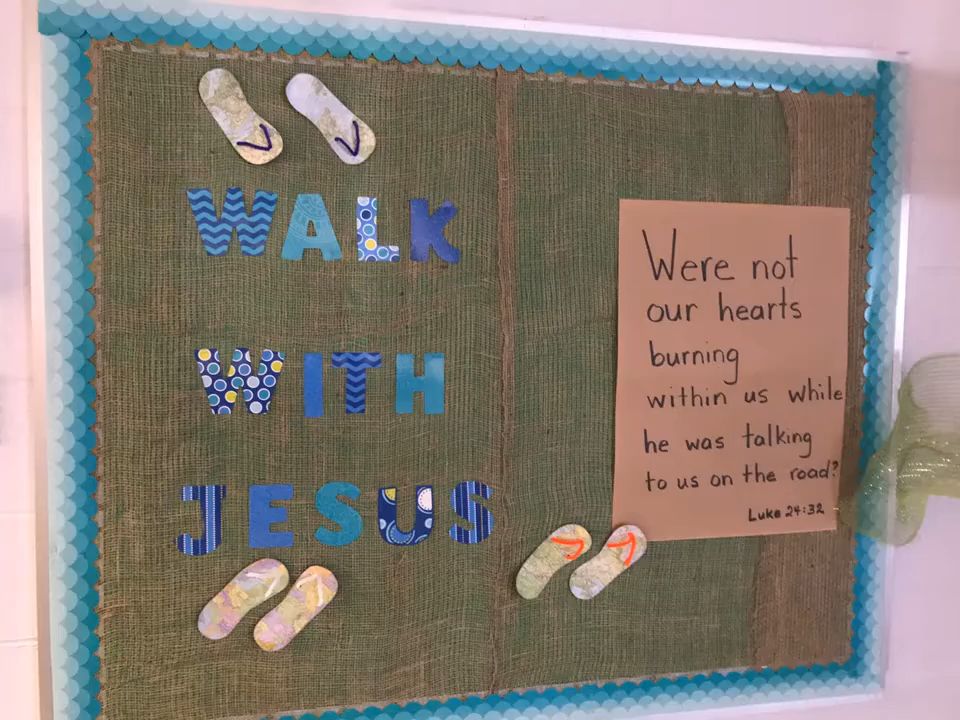 WALK
WITH
JESUS
Were not
our hearts
burning
within us while
he was talking
to us on the road?
Luke 24:32